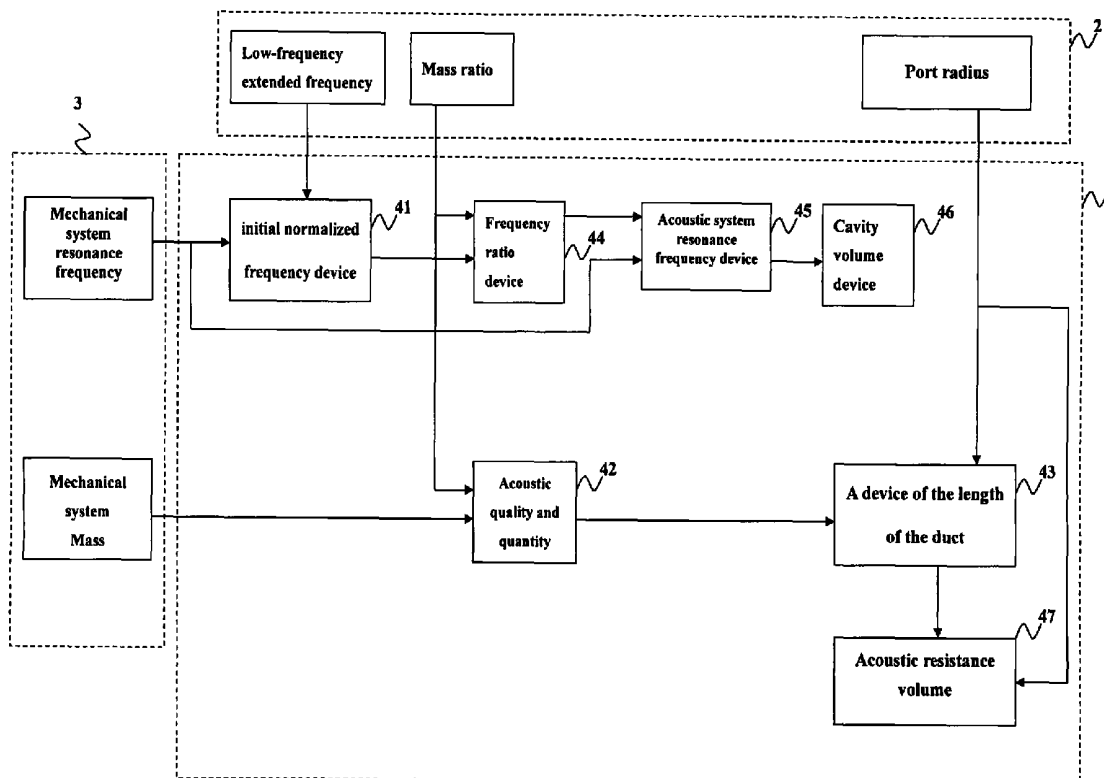 2
Low-frequency
extended frequency
Mass ratio
Port radius
3
Mechanical
system
resonance
frequency
initial normalized
frequency device
41
Frequency
ratio
device
44
Acoustic system
resonance
frequency device
45
Cavity
volume
device
46
Mechanical
system
Mass
Acoustic
quality and
quantity
42
A device of the length
of the duct
43
Acoustic resistance
volume
47